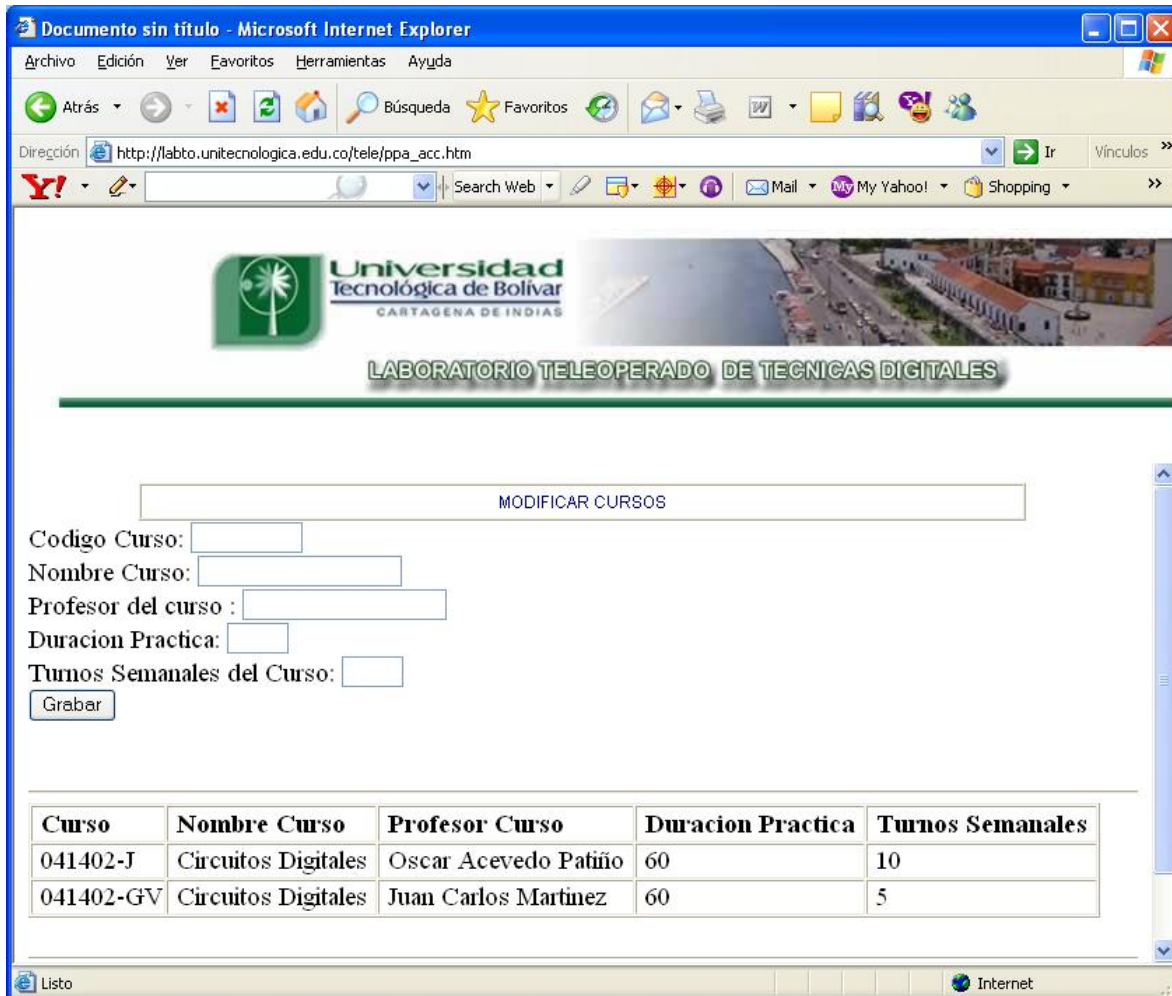 Documento sin título - Microsoft Internet Explorer
Archivo Edición Ver Favoritos Herramientas Ayuda
Atrás Búsqueda Favoritos W
Dirección http://labto.unitecnologica.edu.co/tele/ppa_acc.htm Ir Vínculos »
Y! Search Web Mail My My Yahoo! Shopping »
Universidad
Tecnológica de Bolívar
CARTAGENA DE INDIAS
LABORATORIO TELEOPERADO DE TECNICAS DIGITALES
MODIFICAR CURSOS
Codigo Curso:
Nombre Curso:
Profesor del curso :
Duracion Practica:
Turnos Semanales del Curso:
Grabar
Curso Nombre Curso Profesor Curso Duracion Practica Turnos Semanales
041402-J Circuitos Digitales Oscar Acevedo Patiño 60 10
041402-GV Circuitos Digitales Juan Carlos Martinez 60 5
Listo Internet